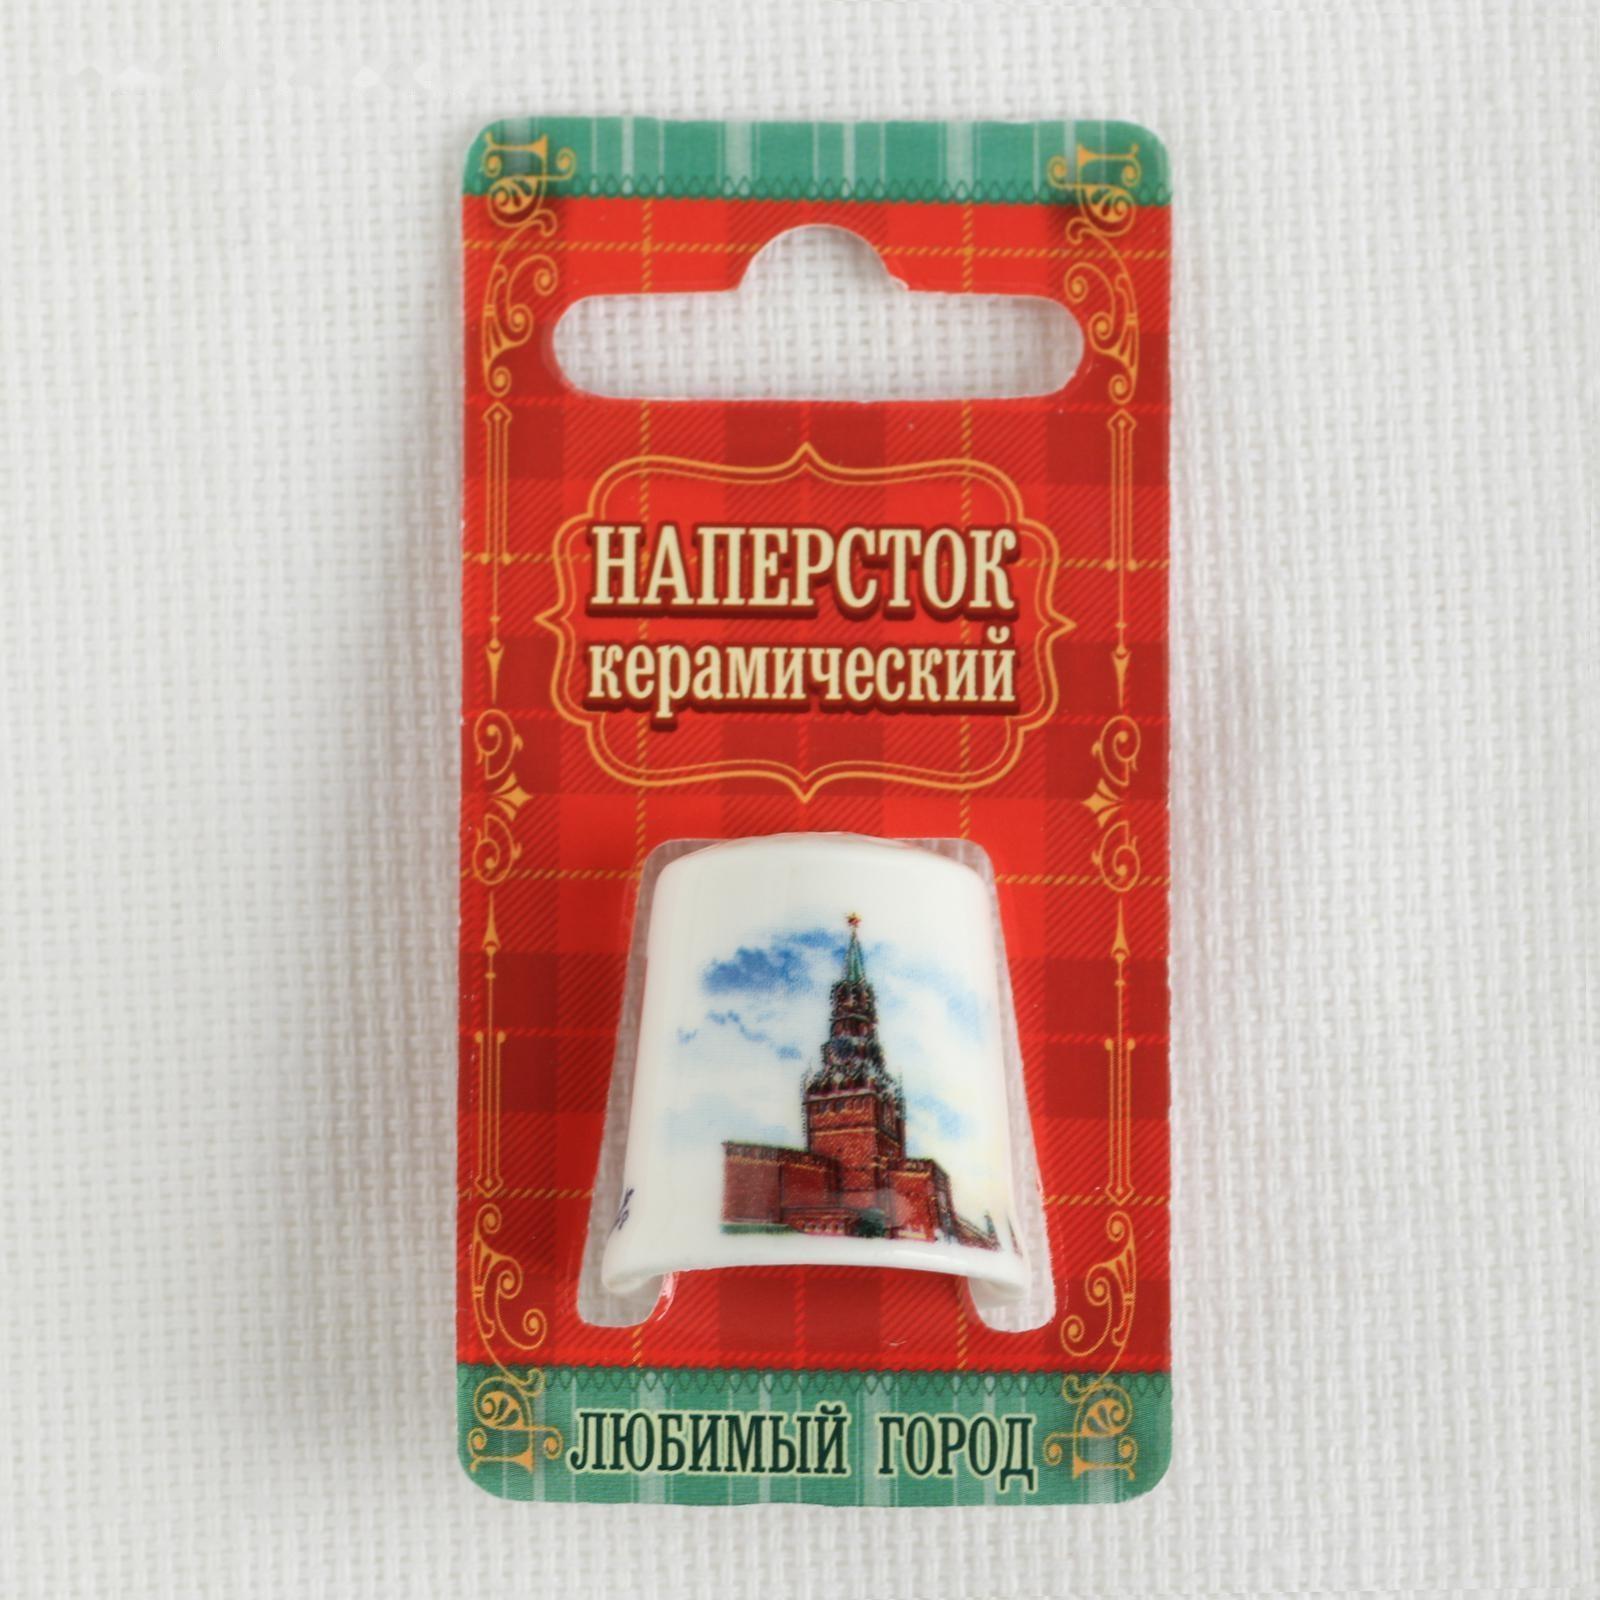 НАПЕРСТОК
керамический
ЛЮБИМЫЙ ГОРОД